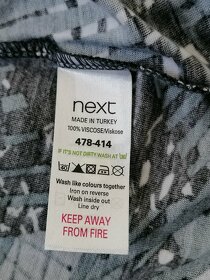 next
MADE IN TURKEY
100% VISCOSE/Viskose
478-414
IF IT'S NOT DIRTY WASH AT 30°
Wash like colours together
Iron on reverse
Wash inside out
Line dry
KEEP AWAY
FROM FIRE